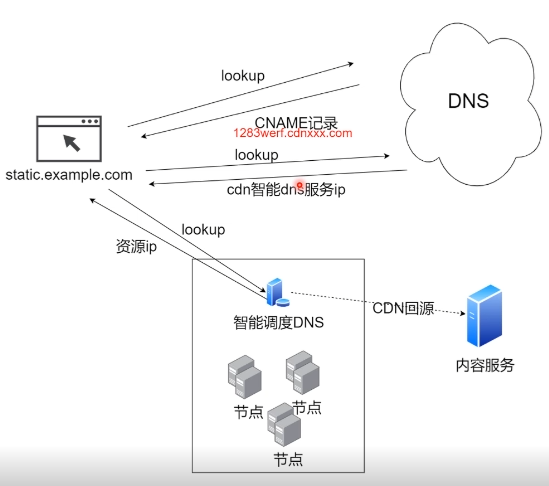 lookup
DNS
CNAME记录
1283werf.cdnxxx.com
lookup
static.example.com
cdn智能dns服务ip
lookup
资源ip
智能调度DNS
CDN回源
内容服务
节点
节点
节点